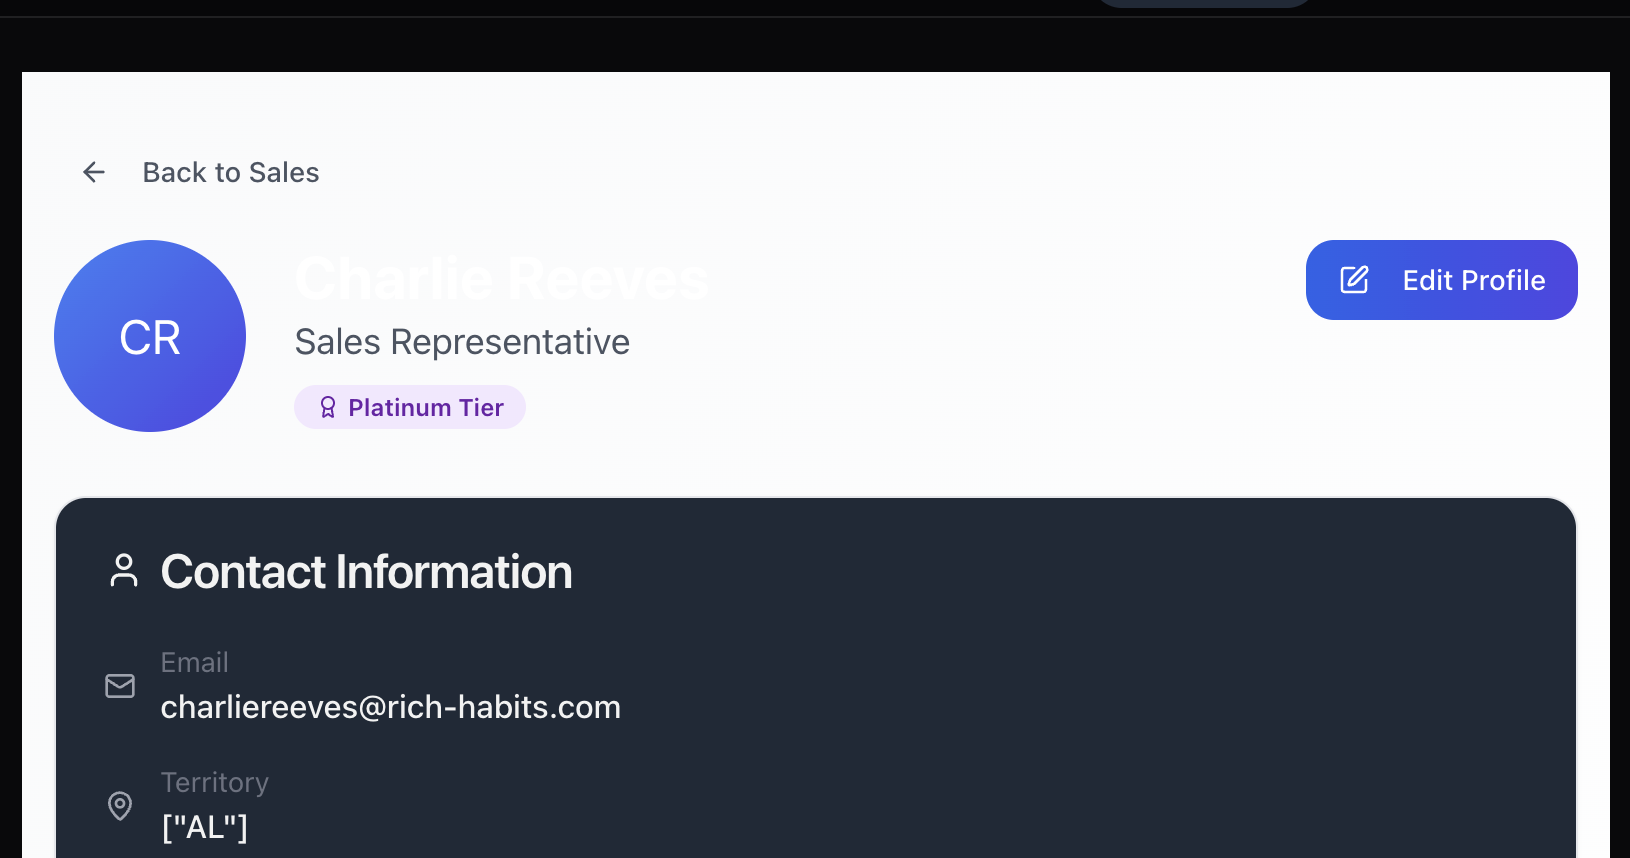 Back to Sales
CR
Charlie Reeves
Edit Profile
Sales Representative
Platinum Tier
Contact Information
Email
charliereeves@rich-habits.com
Territory
["AL"]